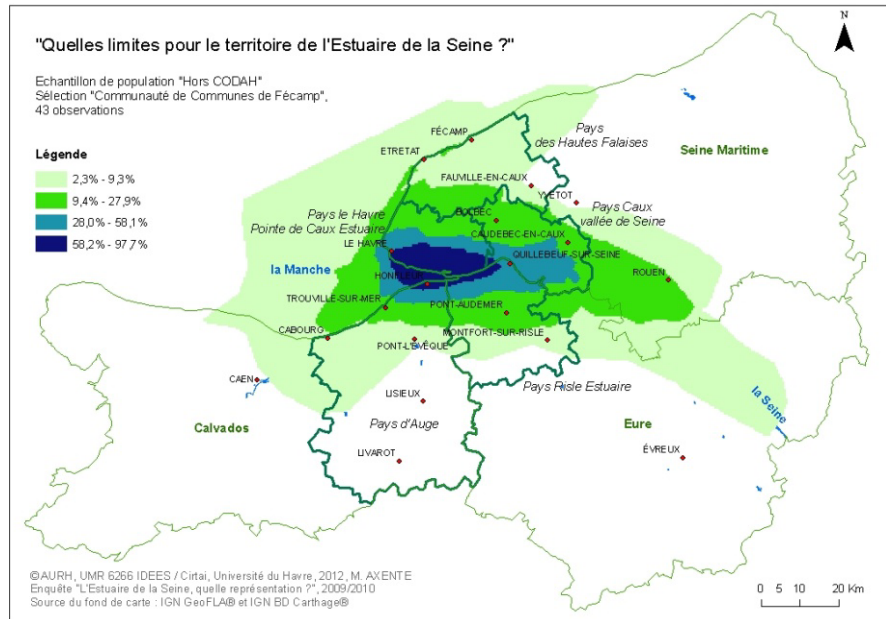 "Quelles limites pour le territoire de l'Estuaire de la Seine ?"
N
Echantillon de population "Hors CODAH"
Sélection "Communauté de Communes de Fécamp",
43 observations
Légende
2,3% - 9,3%
9,4% - 27,9%
28,0% - 58,1%
58,2% - 97,7%
FÉCAMP
Pays
des Hautes Falaises
Seine Maritime
ETRETAT
FAUVILLE-EN-CAUX
YVETOT
Pays le Havre
Pointe de Caux Estuaire
BOLBEC
Pays Caux
vallée de Seine
CAUDEBEC-EN-CAUX
LE HAVRE
QUILLEBEUF-SUR-SEINE
la Manche
HONFLEUR
ROUEN
TROUVILLE-SUR-MER
PONT-AUDEMER
CABOURG
MONTFORT-SUR-RISLE
PONT-L'EVÊQUE
CAEN
Pays Risle Estuaire
LISIEUX
la Seine
Calvados
Pays d'Auge
Eure
LIVAROT
ÉVREUX
©AURH, UMR 6266 IDEES / Cirtai, Université du Havre, 2012, M. AXENTE
Enquête "L'Estuaire de la Seine, quelle représentation ?", 2009/2010
Source du fond de carte : IGN GeoFLA® et IGN BD Carthage®
0 5 10 20 Km